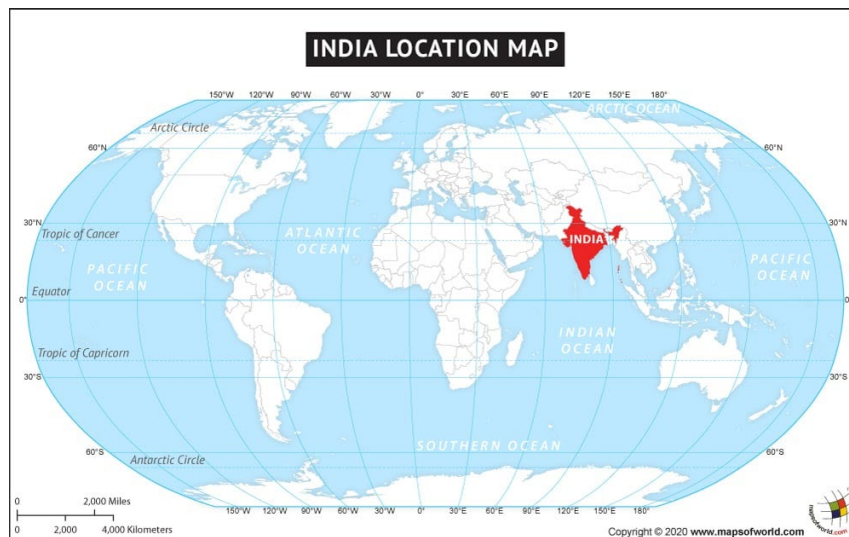 INDIA LOCATION MAP
150°W 120°W 90°W 60°W 30°W 0° 30°E 60°E 90°E 120°E 150°E 180°
ARCTIC OCEAN
Arctic Circle
60°N 60°N
30°N 30°N
Tropic of Cancer
ATLANTIC
OCEAN
INDIA
PACIFIC
OCEAN
PACIFIC
OCEAN
Equator
0°
INDIAN
OCEAN
Tropic of Capricorn
30°S 30°S
SOUTHERN OCEAN
60°S 60°S
Antarctic Circle
150°W 120°W 90°W 60°W 30°W 0° 30°E 60°E 90°E 120°E 150°E 180°
0 2,000 Miles
0 2,000 4,000 Kilometers
mapsofworld.com
Copyright © 2020 www.mapsofworld.com